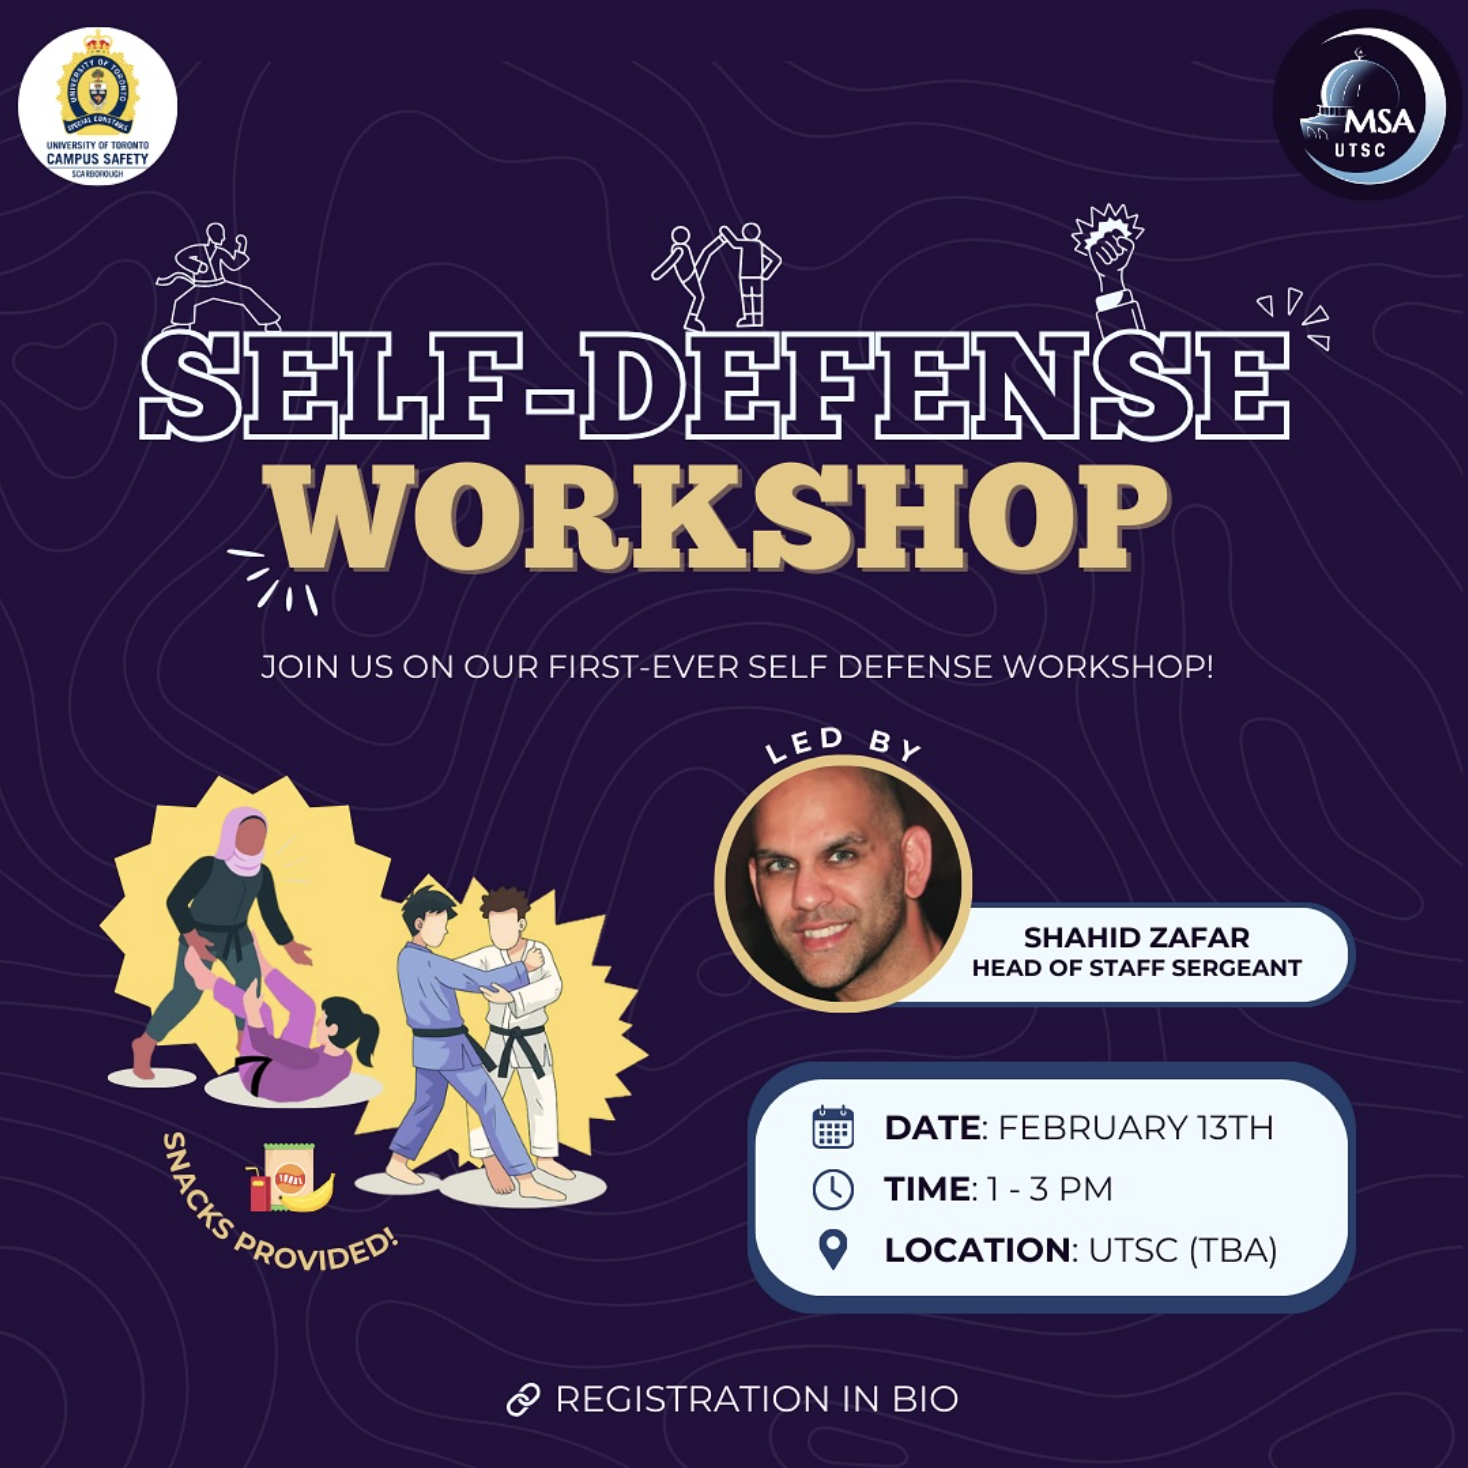 UNIVERSITY OF TORONTO
SPECIAL CONSTABLE
UNIVERSITY OF TORONTO
CAMPUS SAFETY
SCARBOROUGH
MSA
UTSC
SELF-DEFENSE
WORKSHOP
JOIN US ON OUR FIRST-EVER SELF DEFENSE WORKSHOP!
LED BY
SHAHID ZAFAR
HEAD OF STAFF SERGEANT
DATE: FEBRUARY 13TH
TIME: 1 - 3 PM
LOCATION: UTSC (TBA)
SNACKS PROVIDED!
REGISTRATION IN BIO